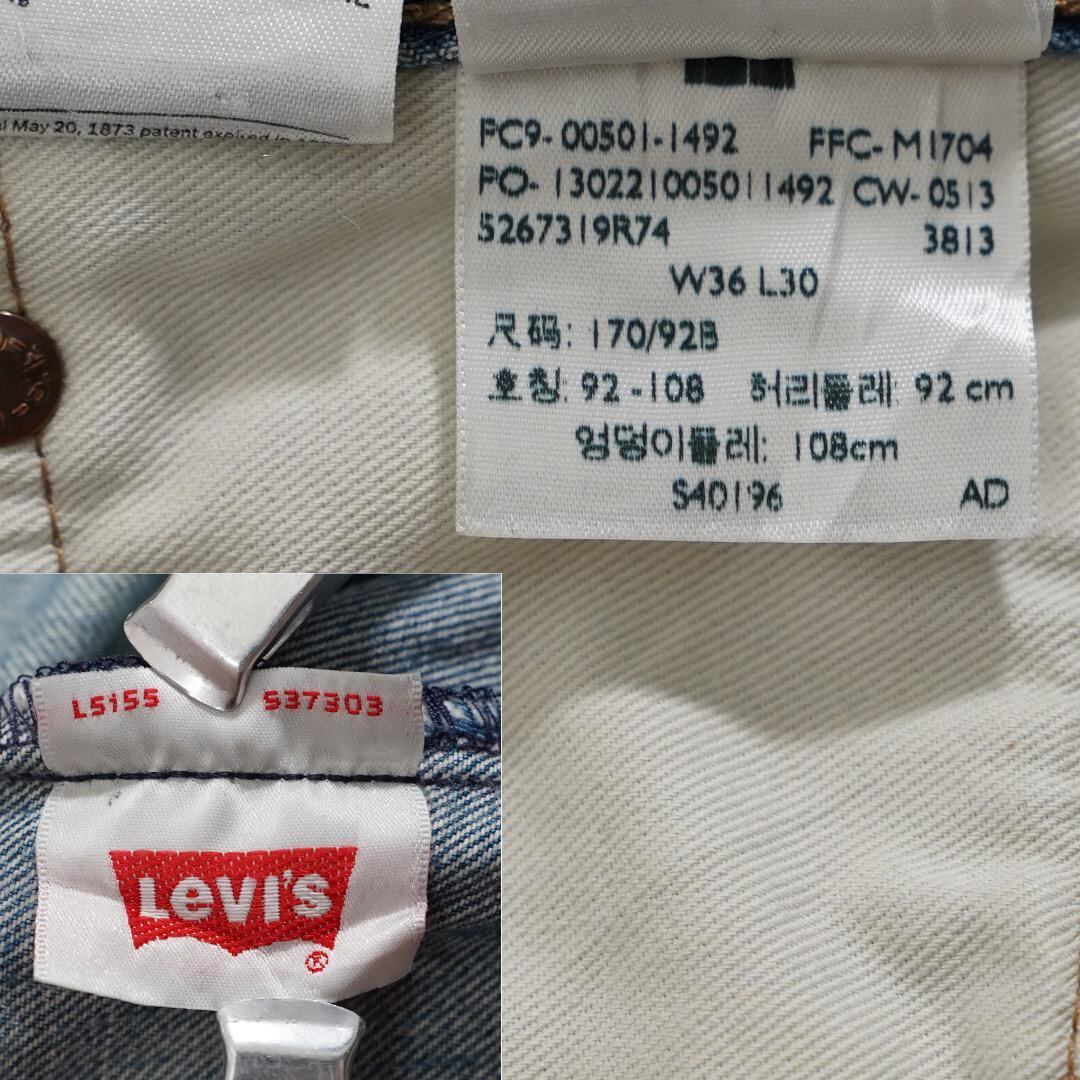 May 20, 1873 patent
PC9-00501-1492 FFC-M1704
PO-13022100501 1492 CW-0513
5267319R74 3813
W36 L30
尺码: 170/92B
호칭: 92-108 허리둘레: 92 cm
엉덩이둘레: 108cm
S40196 AD
L5155 S37303
Levi's
®